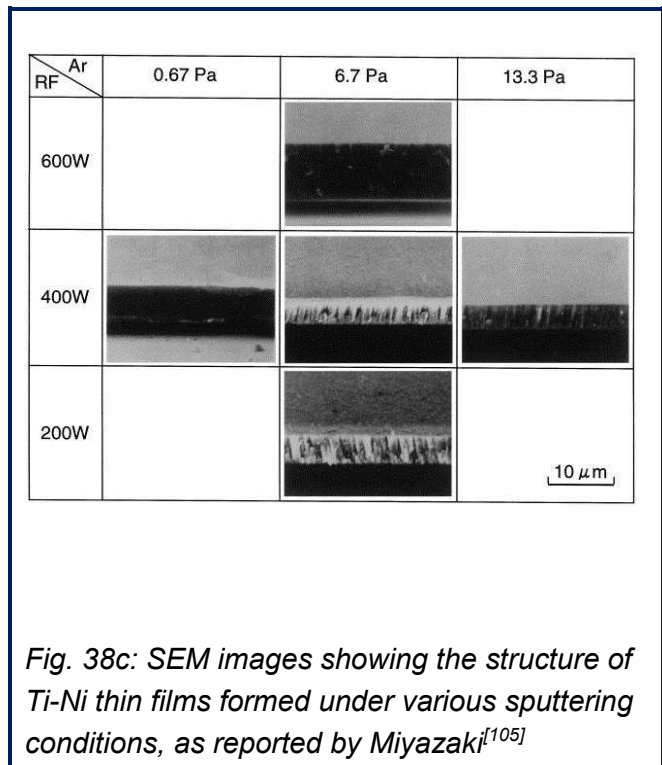 Ar
RF
0.67 Pa
6.7 Pa
13.3 Pa
600W
400W
200W
10 μm
Fig. 38c: SEM images showing the structure of
Ti-Ni thin films formed under various sputtering
conditions, as reported by Miyazaki[105]